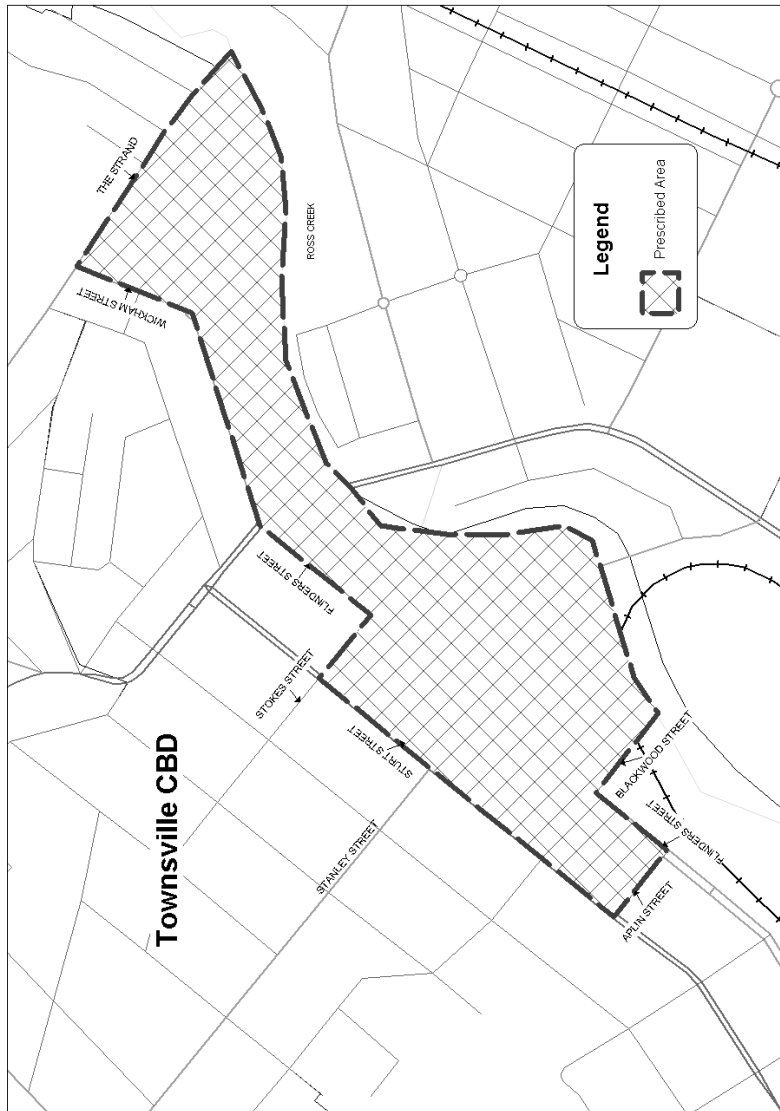 Townsville CBD
THE STRAND
WICKHAM STREET
ROSS CREEK
FLINDERS STREET
STOKES STREET
STURT STREET
STANLEY STREET
BLACKWOOD STREET
FLINDERS STREET
APLIN STREET
Legend
Prescribed Area